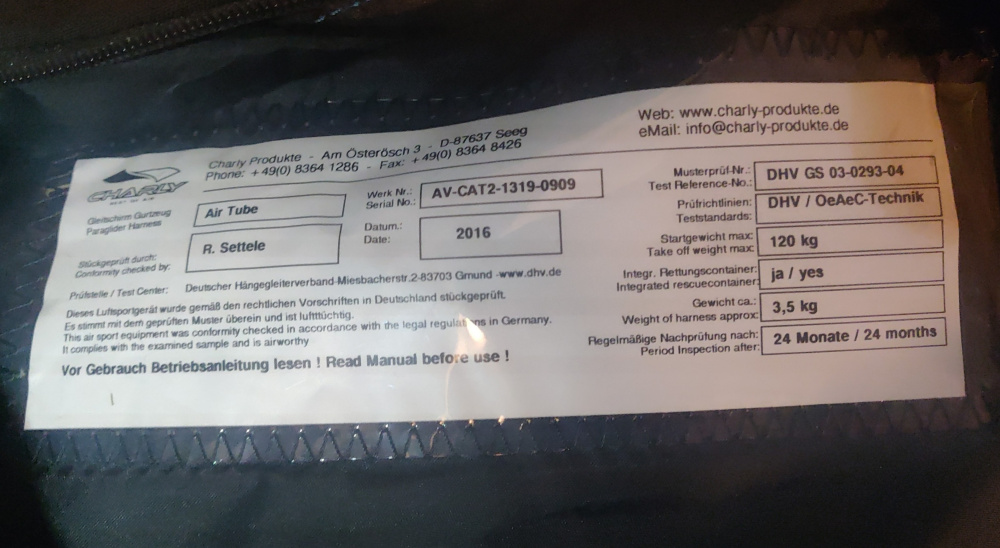 Charly Produkte - Am Österösch 3 - D-87637 Seeg
Phone: +49(0) 8364 1286 - Fax: +49(0) 8364 8426
Web: www.charly-produkte.de
eMail: info@charly-produkte.de
CHARLY
Gleitschirm Gurtzeug
Paraglider Harness
Air Tube
Stückgeprüft durch:
Conformity checked by:
R. Settele
Werk Nr.:
Serial No.:
AV-CAT2-1319-0909
Datum.:
Date:
2016
Prüfstelle / Test Center: Deutscher Hängegleiterverband-Miesbacherstr.2-83703 Gmund -www.dhv.de
Dieses Luftsportgerät wurde gemäß den rechtlichen Vorschriften in Deutschland stückgeprüft.
Es stimmt mit dem geprüften Muster überein und ist lufttüchtig.
This air sport equipment was conformity checked in accordance with the legal regulations in Germany.
It complies with the examined sample and is airworthy
Vor Gebrauch Betriebsanleitung lesen ! Read Manual before use !
Musterprüf-Nr.:
Test Reference-No.:
DHV GS 03-0293-04
Prüfrichtlinien:
Teststandards:
DHV / OeAeC-Technik
Startgewicht max:
Take off weight max:
120 kg
Integr. Rettungscontainer:
Integrated rescuecontainer:
ja / yes
Gewicht ca.:
Weight of harness approx:
3,5 kg
Regelmäßige Nachprüfung nach:
Period Inspection after:
24 Monate / 24 months